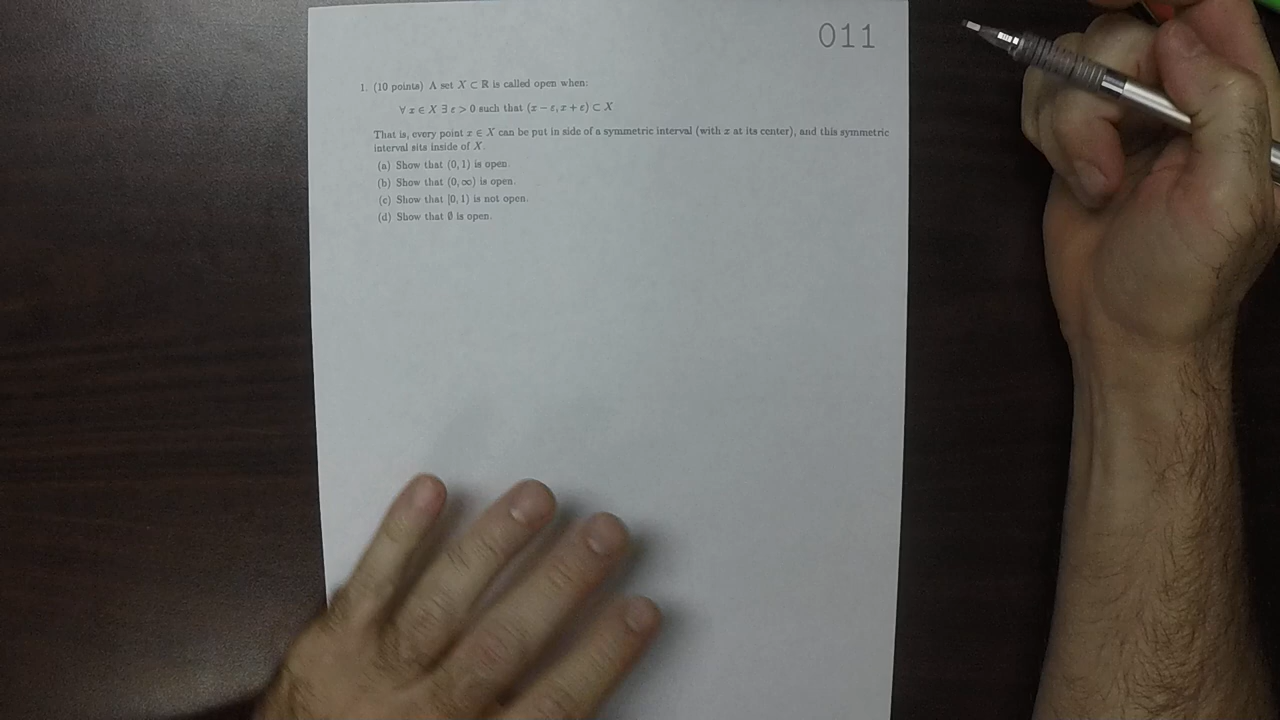 011
1. (10 points) A set X ⊂ ℝ is called open when:
∀ x ∈ X ∃ ε > 0 such that (x − ε, x + ε) ⊂ X
That is, every point x ∈ X can be put in side of a symmetric interval (with x at its center), and this symmetric
interval sits inside of X.
(a) Show that (0, 1) is open.
(b) Show that (0, ∞) is open.
(c) Show that [0, 1) is not open.
(d) Show that ∅ is open.